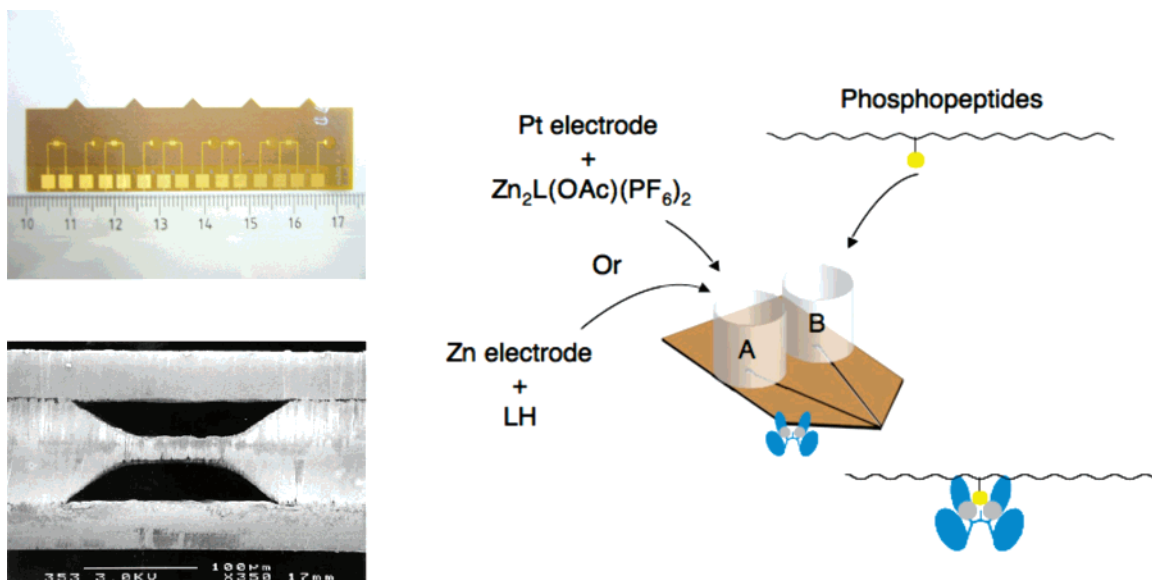 10 11 12 13 14 15 16 17
100µm
353 3.0KV X350 17mm
Phosphopeptides
Pt electrode
+
Zn₂L(OAc)(PF₆)₂
Or
Zn electrode
+
LH
A
B